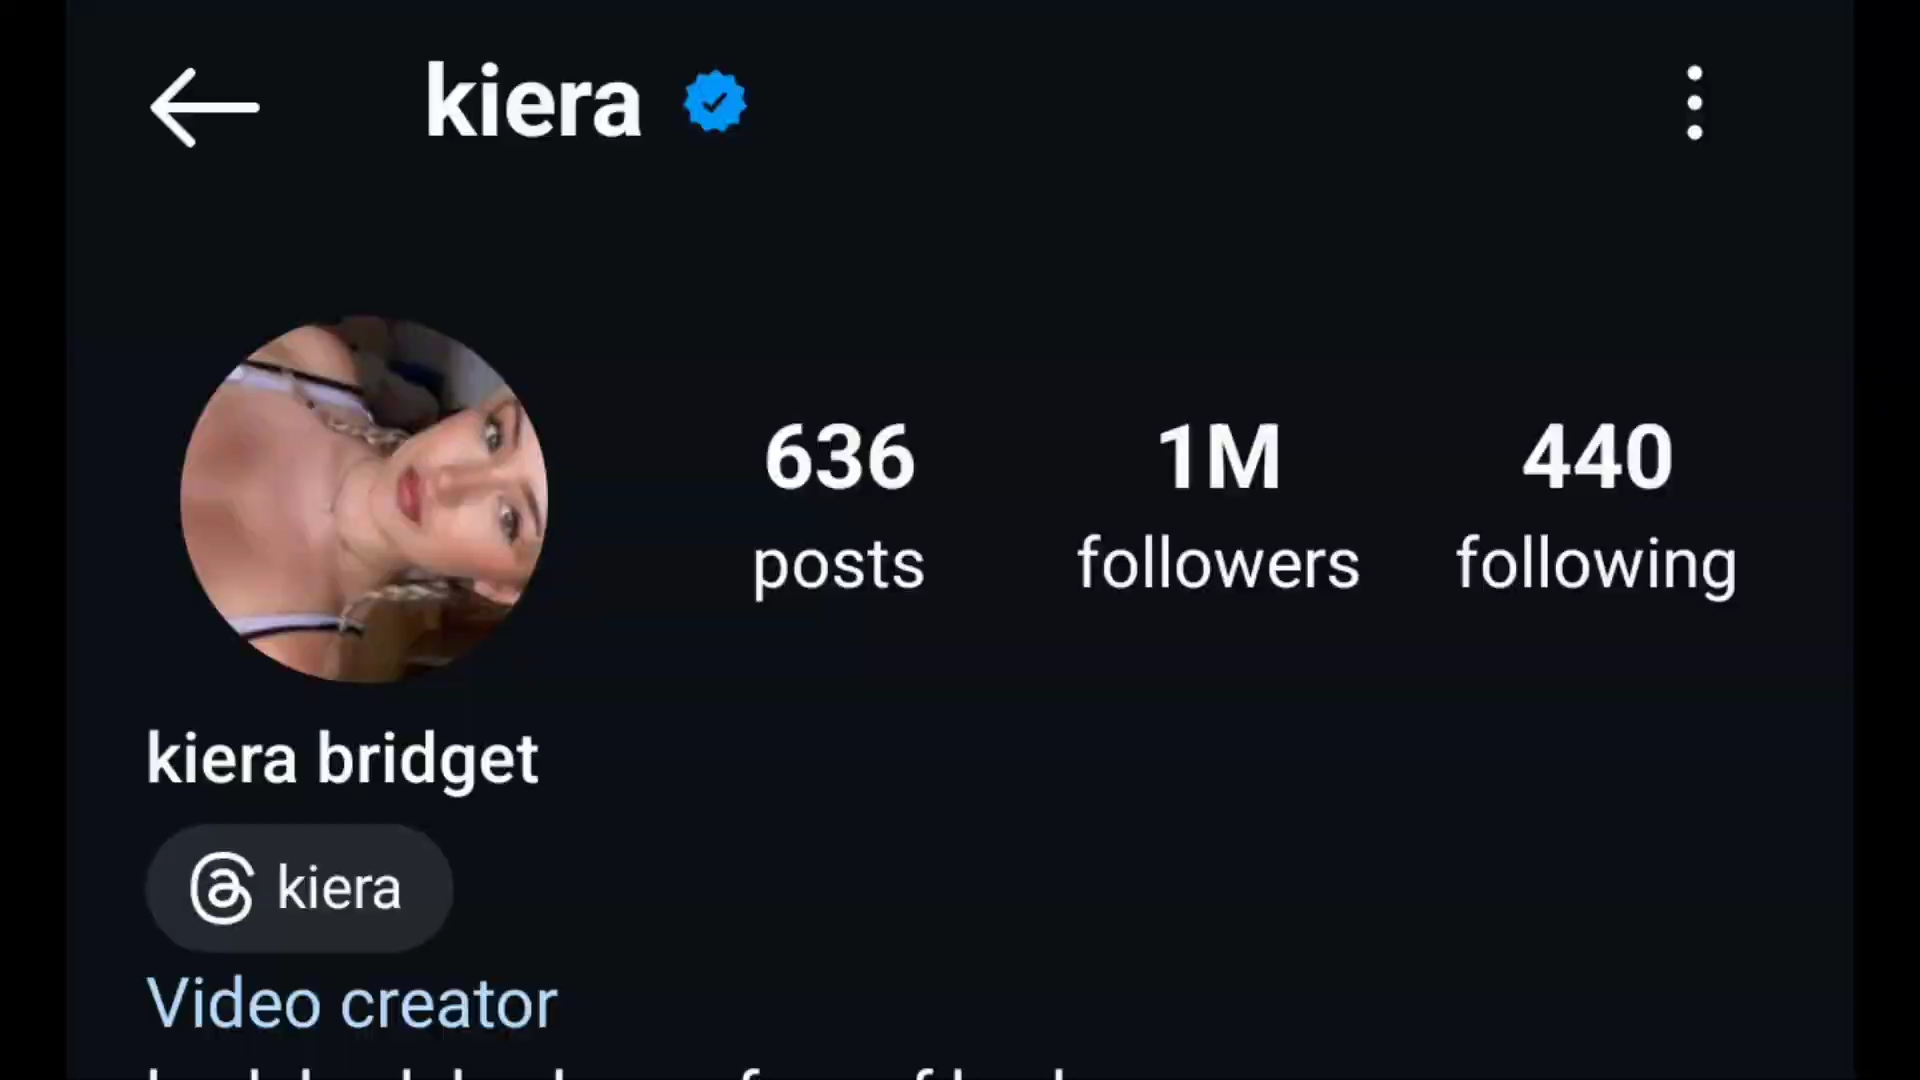 kiera
636 1M 440
posts followers following
kiera bridget
kiera
Video creator